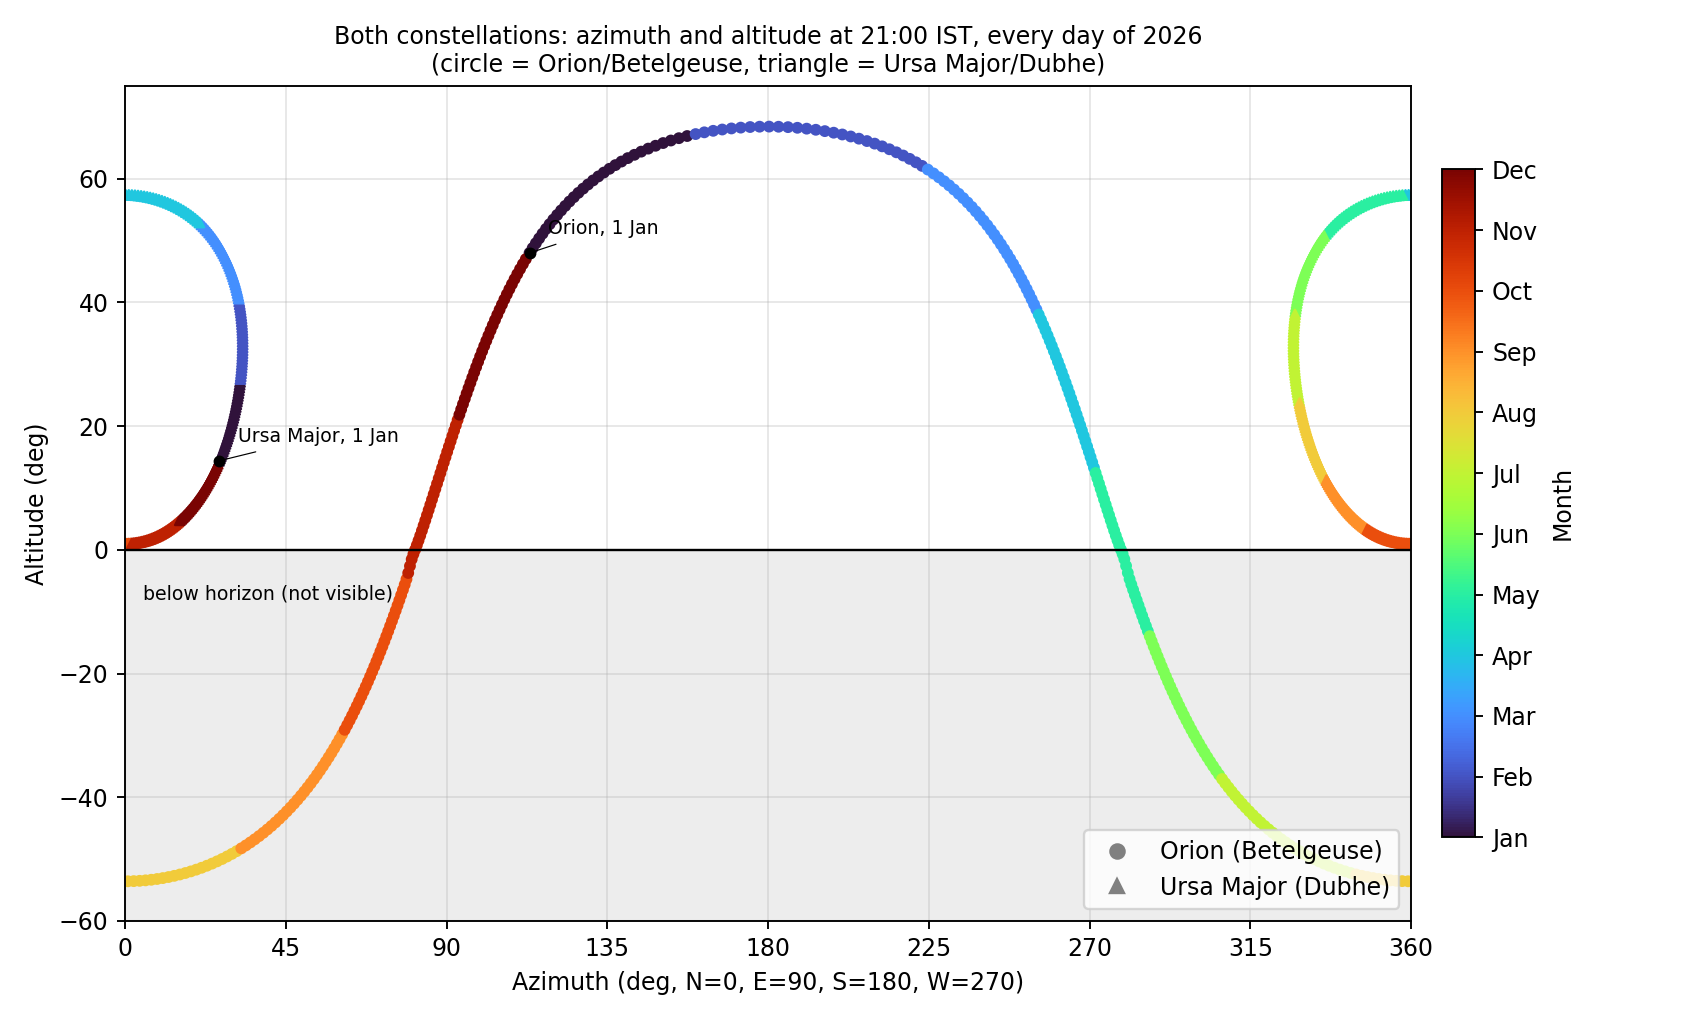 Both constellations: azimuth and altitude at 21:00 IST, every day of 2026
(circle = Orion/Betelgeuse, triangle = Ursa Major/Dubhe)
Altitude (deg)
60
40
20
0
−20
−40
−60
Orion, 1 Jan
Ursa Major, 1 Jan
below horizon (not visible)
Orion (Betelgeuse)
Ursa Major (Dubhe)
0
45
90
135
180
225
270
315
360
Azimuth (deg, N=0, E=90, S=180, W=270)
Dec
Nov
Oct
Sep
Aug
Jul
Jun
May
Apr
Mar
Feb
Jan
Month